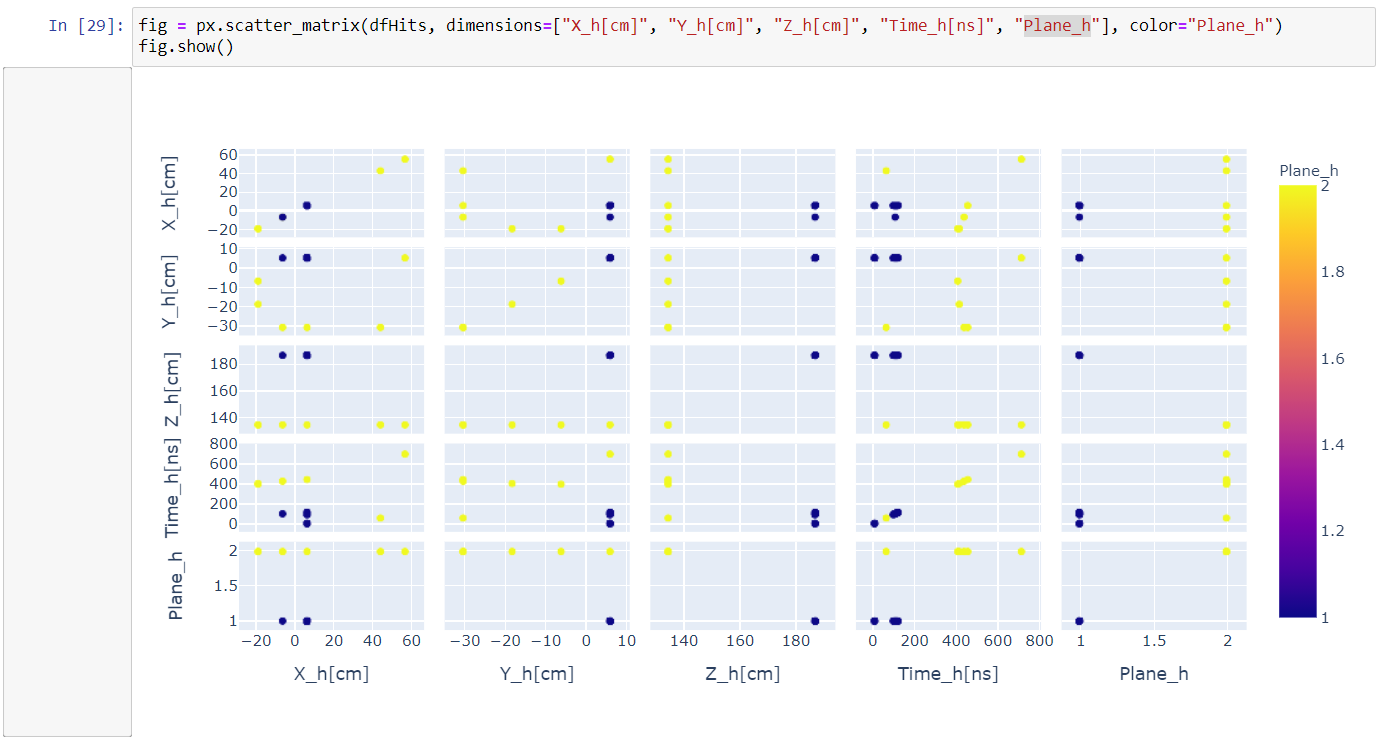 In [29]: fig = px.scatter_matrix(dfHits, dimensions=["X_h[cm]", "Y_h[cm]", "Z_h[cm]", "Time_h[ns]", "Plane_h"], color="Plane_h")
fig.show()
X_h[cm]
60
40
20
0
−20
Y_h[cm]
10
0
−10
−20
−30
Z_h[cm]
180
160
140
Time_h[ns]
800
600
400
200
0
Plane_h
2
1.5
1
−20 0 20 40 60
−30 −20 −10 0 10
140 160 180
0 200 400 600 800
1 1.5 2
X_h[cm] Y_h[cm] Z_h[cm] Time_h[ns] Plane_h
Plane_h
2
1.8
1.6
1.4
1.2
1